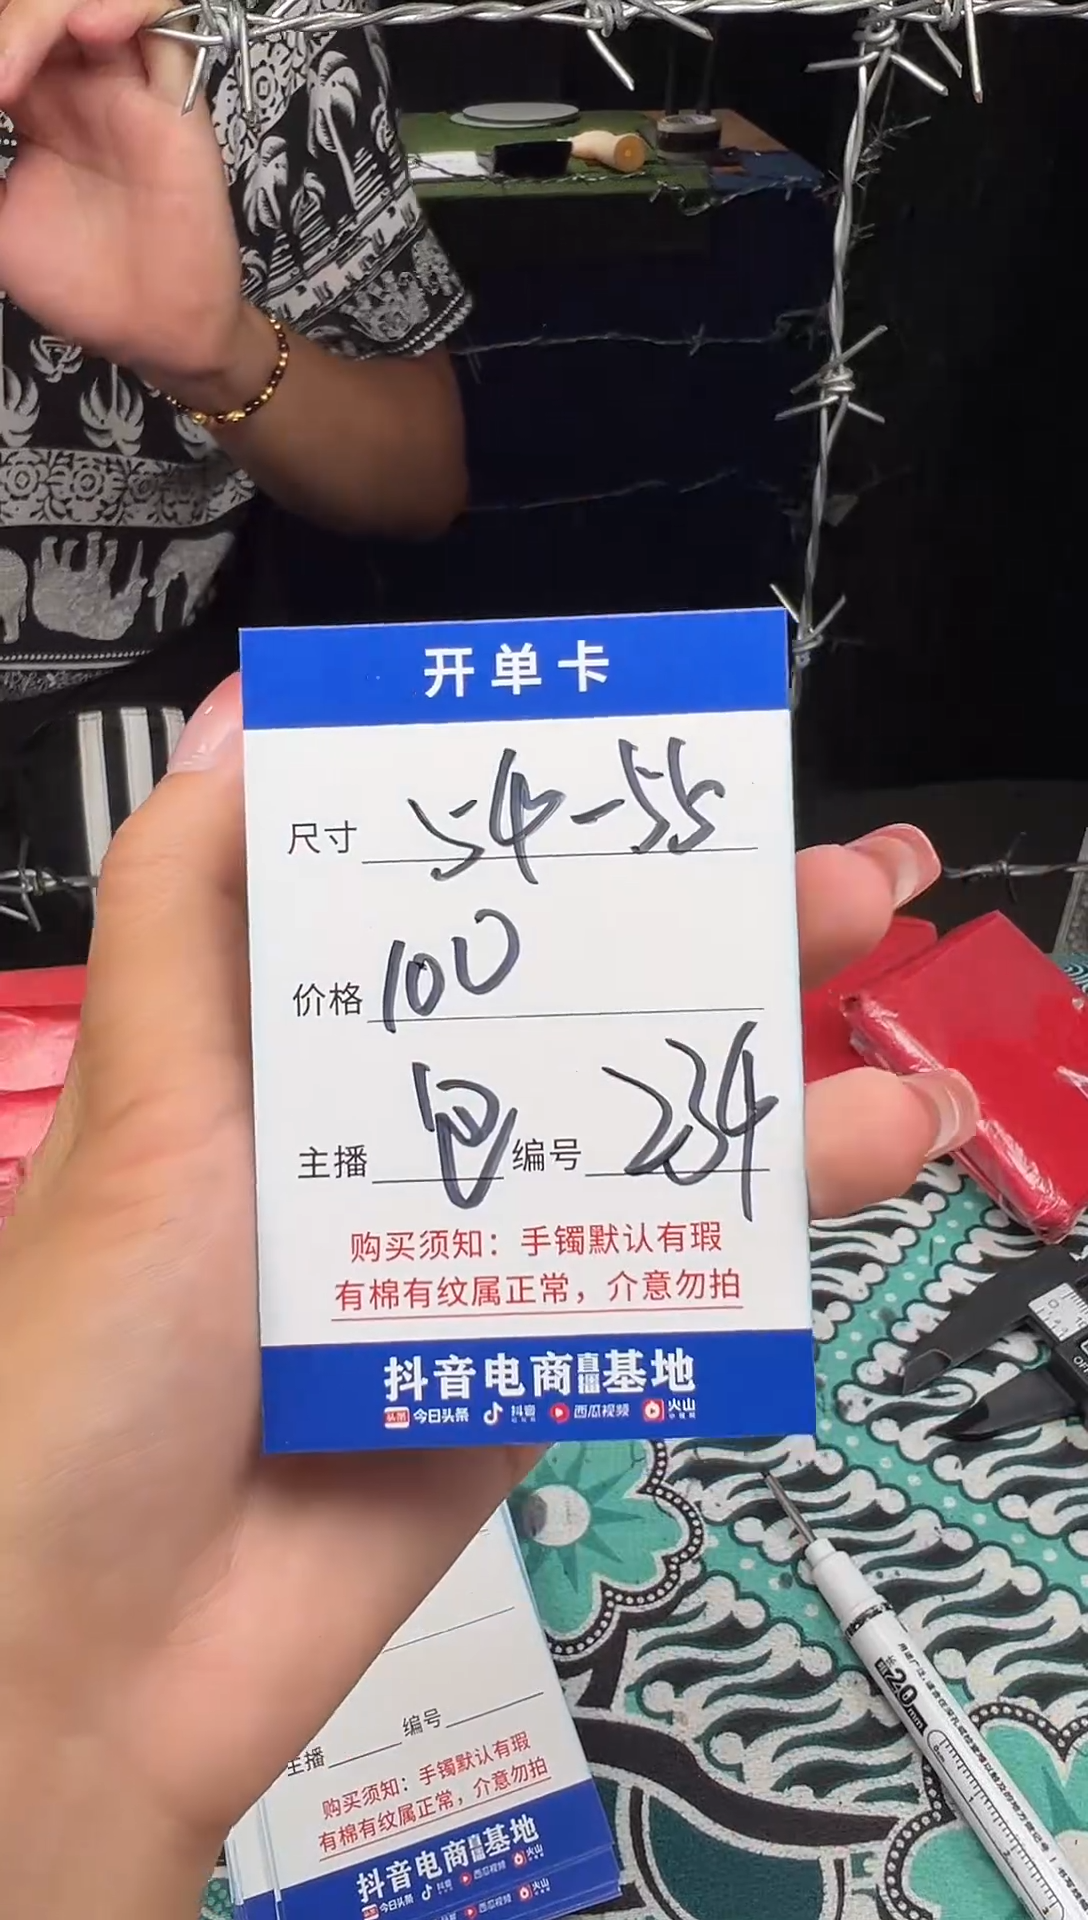 开单卡
尺寸 54-55
价格 100
主播 包 编号 234
购买须知：手镯默认有瑕
有棉有纹属正常，介意勿拍
抖音电商直播基地
头条 今日头条 抖音 西瓜视频 火山
主播 编号
购买须知：手镯默认有瑕
有棉有纹属正常，介意勿拍
抖音电商直播基地
今日头条 抖音 西瓜视频 火山
20mm